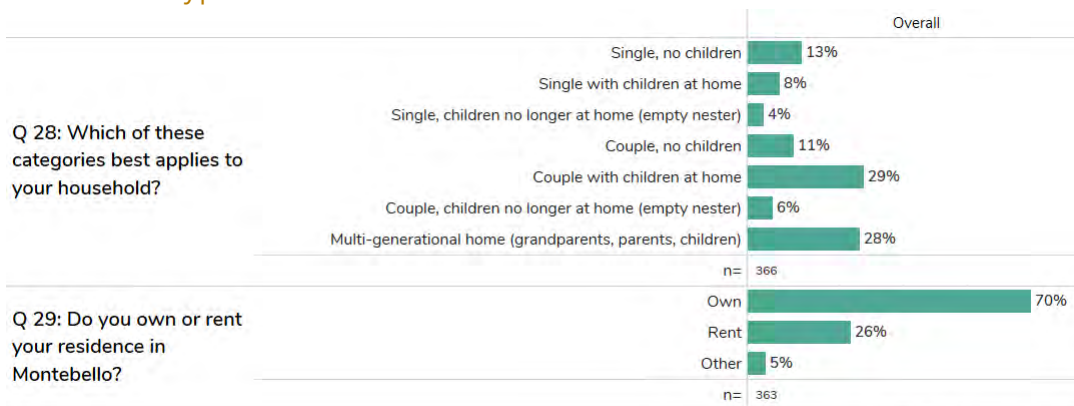 Overall
Q 28: Which of these
categories best applies to
your household?
Single, no children 13%
Single with children at home 8%
Single, children no longer at home (empty nester) 4%
Couple, no children 11%
Couple with children at home 29%
Couple, children no longer at home (empty nester) 6%
Multi-generational home (grandparents, parents, children) 28%
n= 366
Q 29: Do you own or rent
your residence in
Montebello?
Own 70%
Rent 26%
Other 5%
n= 363